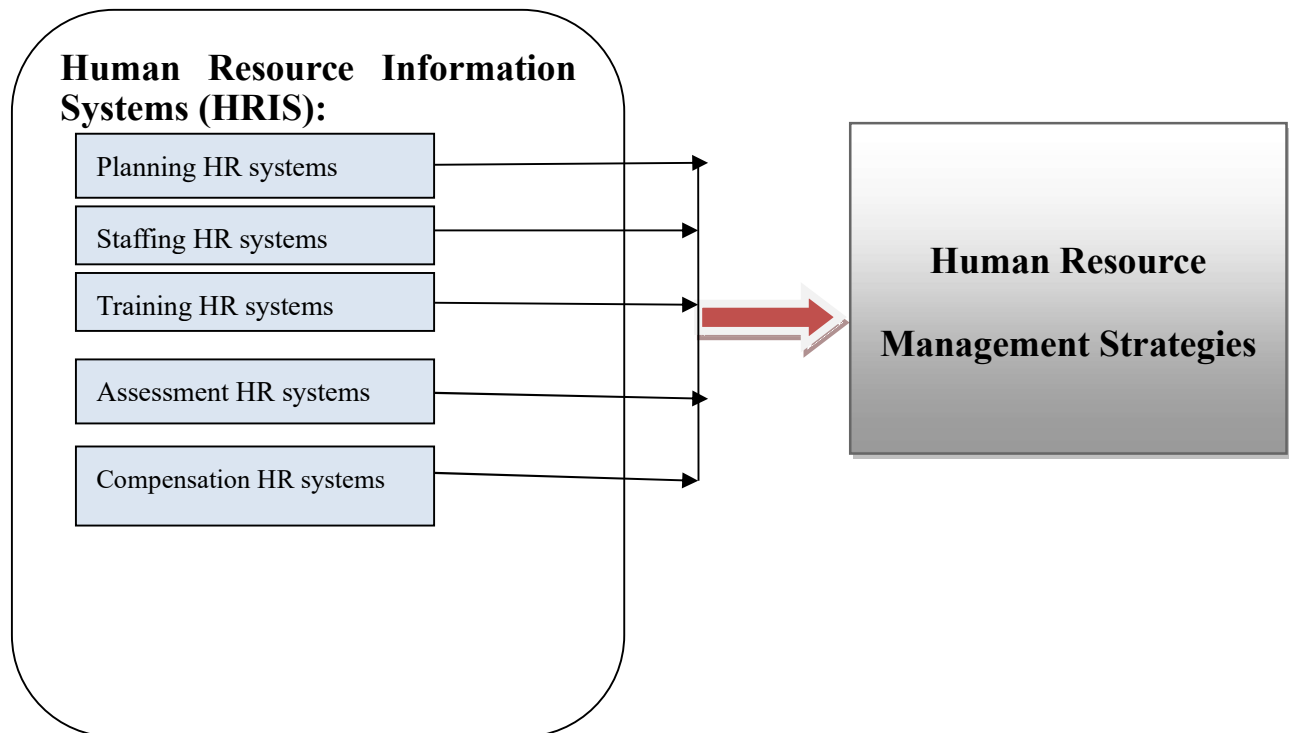 Human Resource Information
Systems (HRIS):
Planning HR systems
Staffing HR systems
Training HR systems
Assessment HR systems
Compensation HR systems
Human Resource
Management Strategies